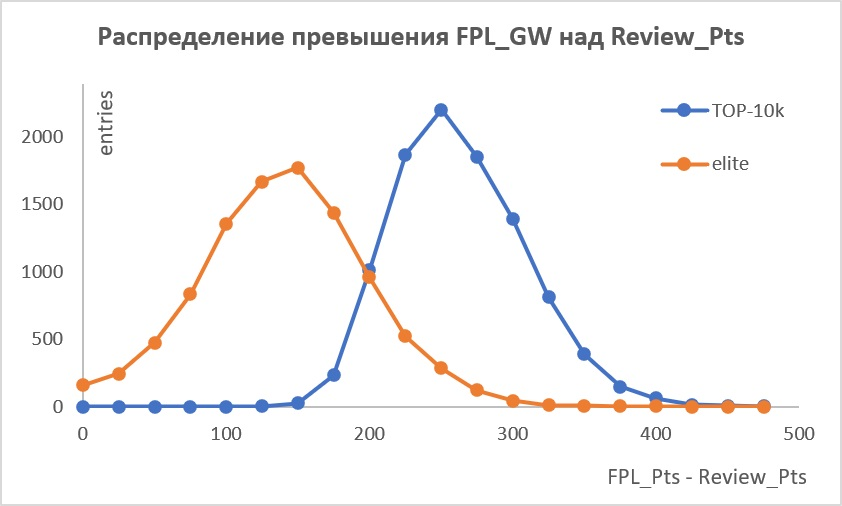 Распределение превышения FPL_GW над Review_Pts
entries
TOP-10k
elite
2000
1500
1000
500
0
0 100 200 300 400 500
FPL_Pts - Review_Pts